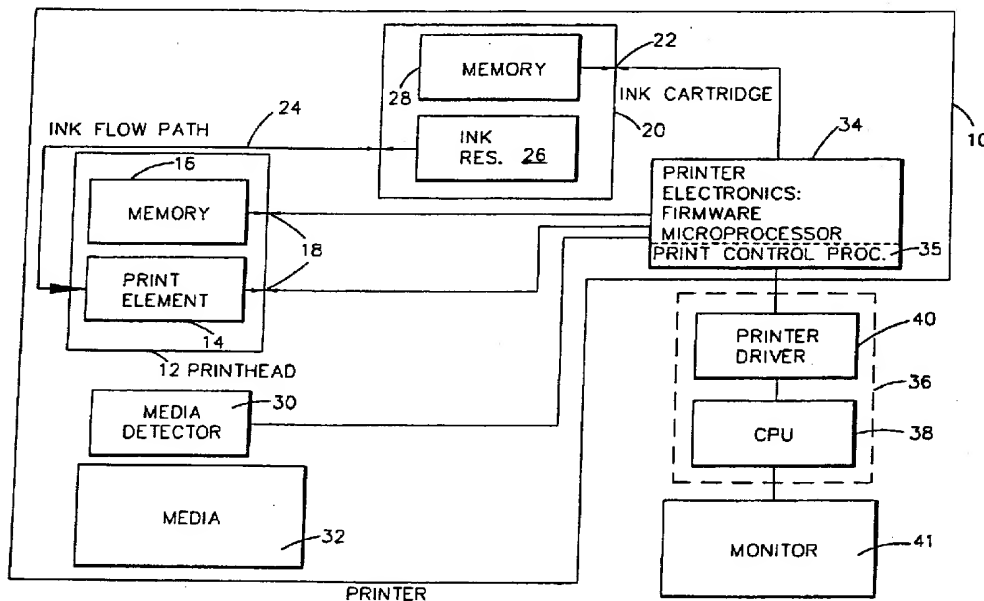 MEMORY
28
22
INK CARTRIDGE
20
INK RES. 26
10
INK FLOW PATH
24
16
MEMORY
18
PRINT ELEMENT
14
12 PRINTHEAD
34
PRINTER
ELECTRONICS:
FIRMWARE
MICROPROCESSOR
PRINT CONTROL PROC.
35
MEDIA
DETECTOR
30
MEDIA
32
PRINTER
DRIVER
40
36
CPU
38
MONITOR
41
PRINTER